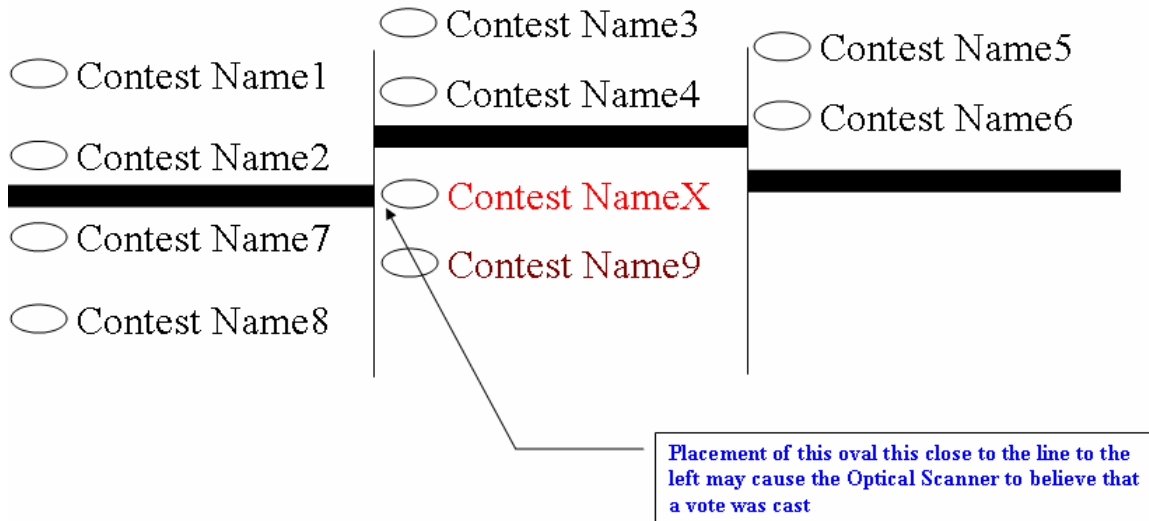 Contest Name1
Contest Name2
Contest Name7
Contest Name8
Contest Name3
Contest Name4
Contest NameX
Contest Name9
Contest Name5
Contest Name6
Placement of this oval this close to the line to the
left may cause the Optical Scanner to believe that
a vote was cast